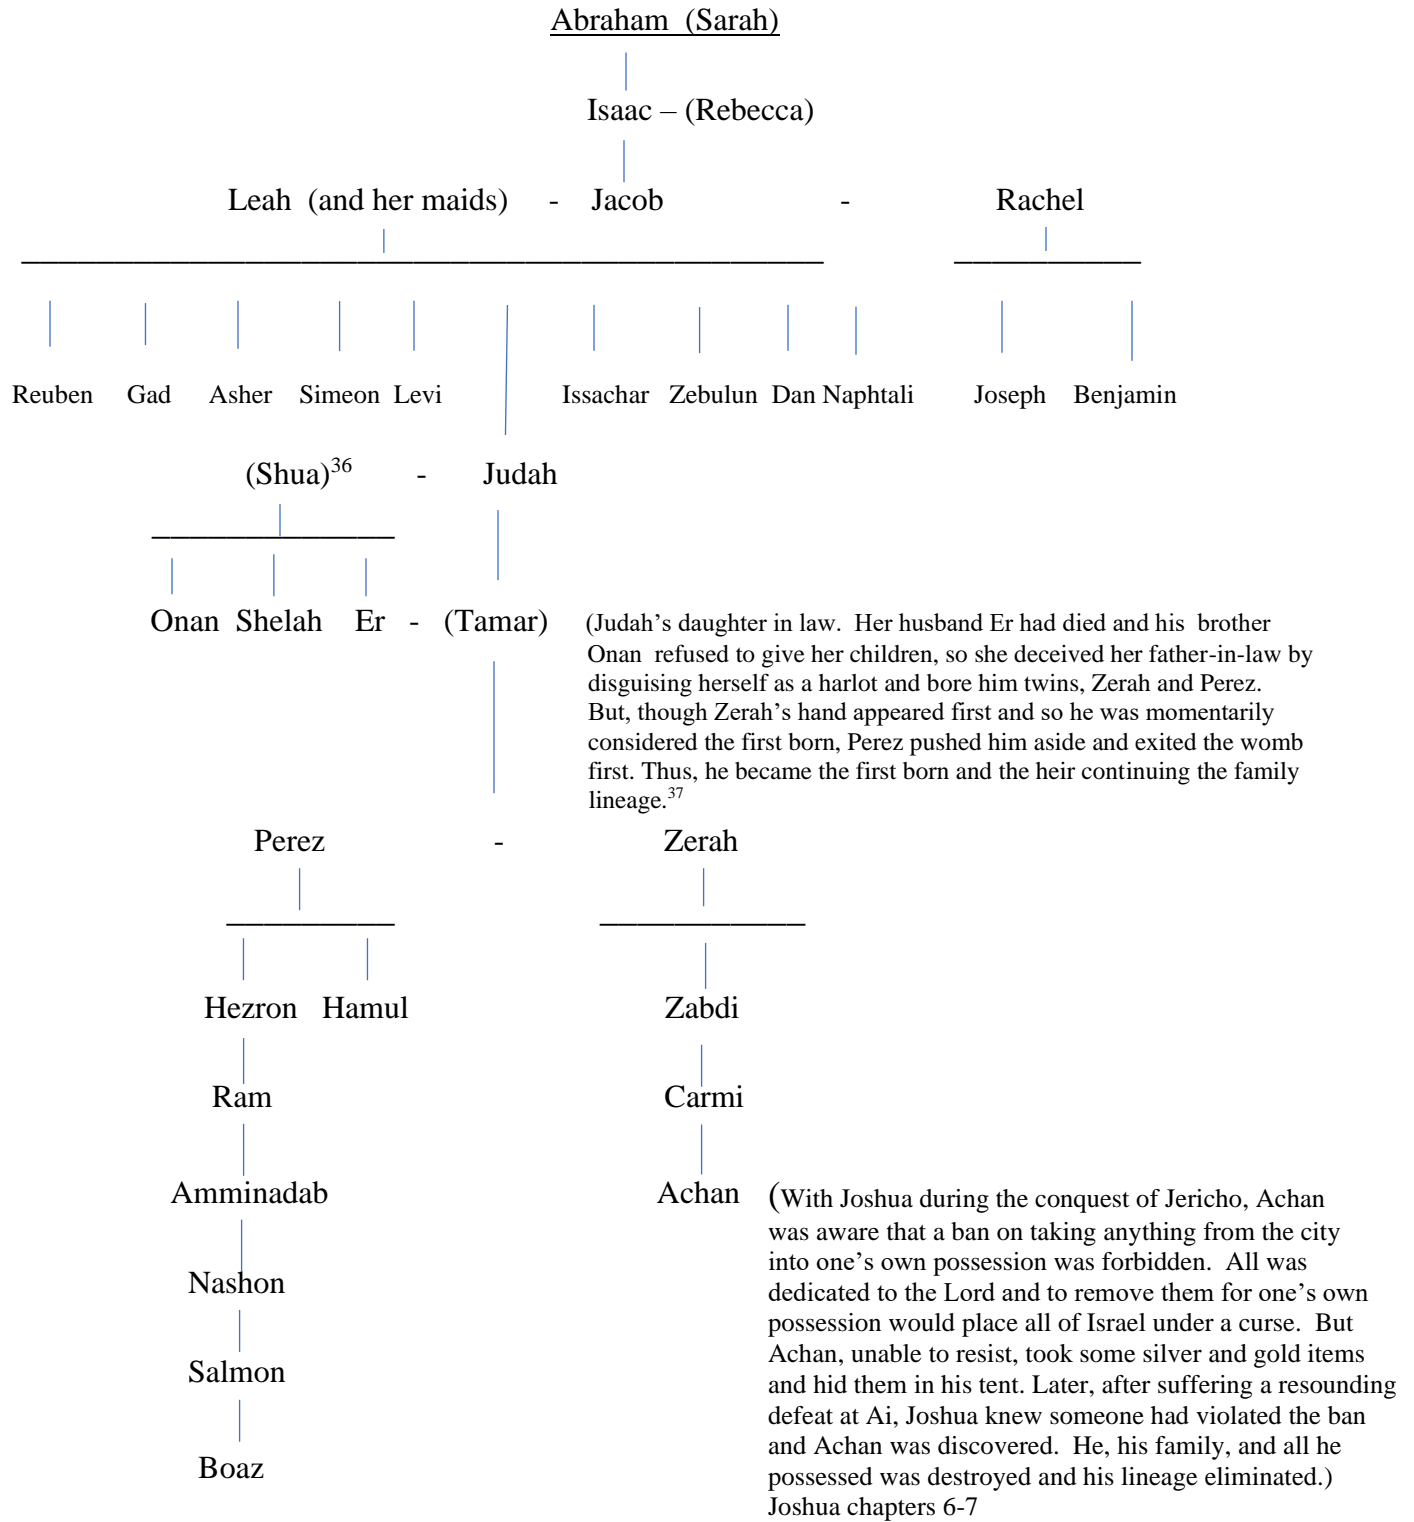 Abraham (Sarah)
Isaac – (Rebecca)
Leah (and her maids) - Jacob - Rachel
Reuben Gad Asher Simeon Levi Issachar Zebulun Dan Naphtali Joseph Benjamin
(Shua)36 - Judah
Onan Shelah Er - (Tamar) (Judah’s daughter in law. Her husband Er had died and his brother
Onan refused to give her children, so she deceived her father-in-law by
disguising herself as a harlot and bore him twins, Zerah and Perez.
But, though Zerah’s hand appeared first and so he was momentarily
considered the first born, Perez pushed him aside and exited the womb
first. Thus, he became the first born and the heir continuing the family
lineage.37
Perez - Zerah
Hezron Hamul Zabdi
Ram Carmi
Amminadab Achan (With Joshua during the conquest of Jericho, Achan
was aware that a ban on taking anything from the city
into one’s own possession was forbidden. All was
Nashon
dedicated to the Lord and to remove them for one’s own
possession would place all of Israel under a curse. But
Achan, unable to resist, took some silver and gold items
Salmon
and hid them in his tent. Later, after suffering a resounding
defeat at Ai, Joshua knew someone had violated the ban
and Achan was discovered. He, his family, and all he
Boaz
possessed was destroyed and his lineage eliminated.)
Joshua chapters 6-7